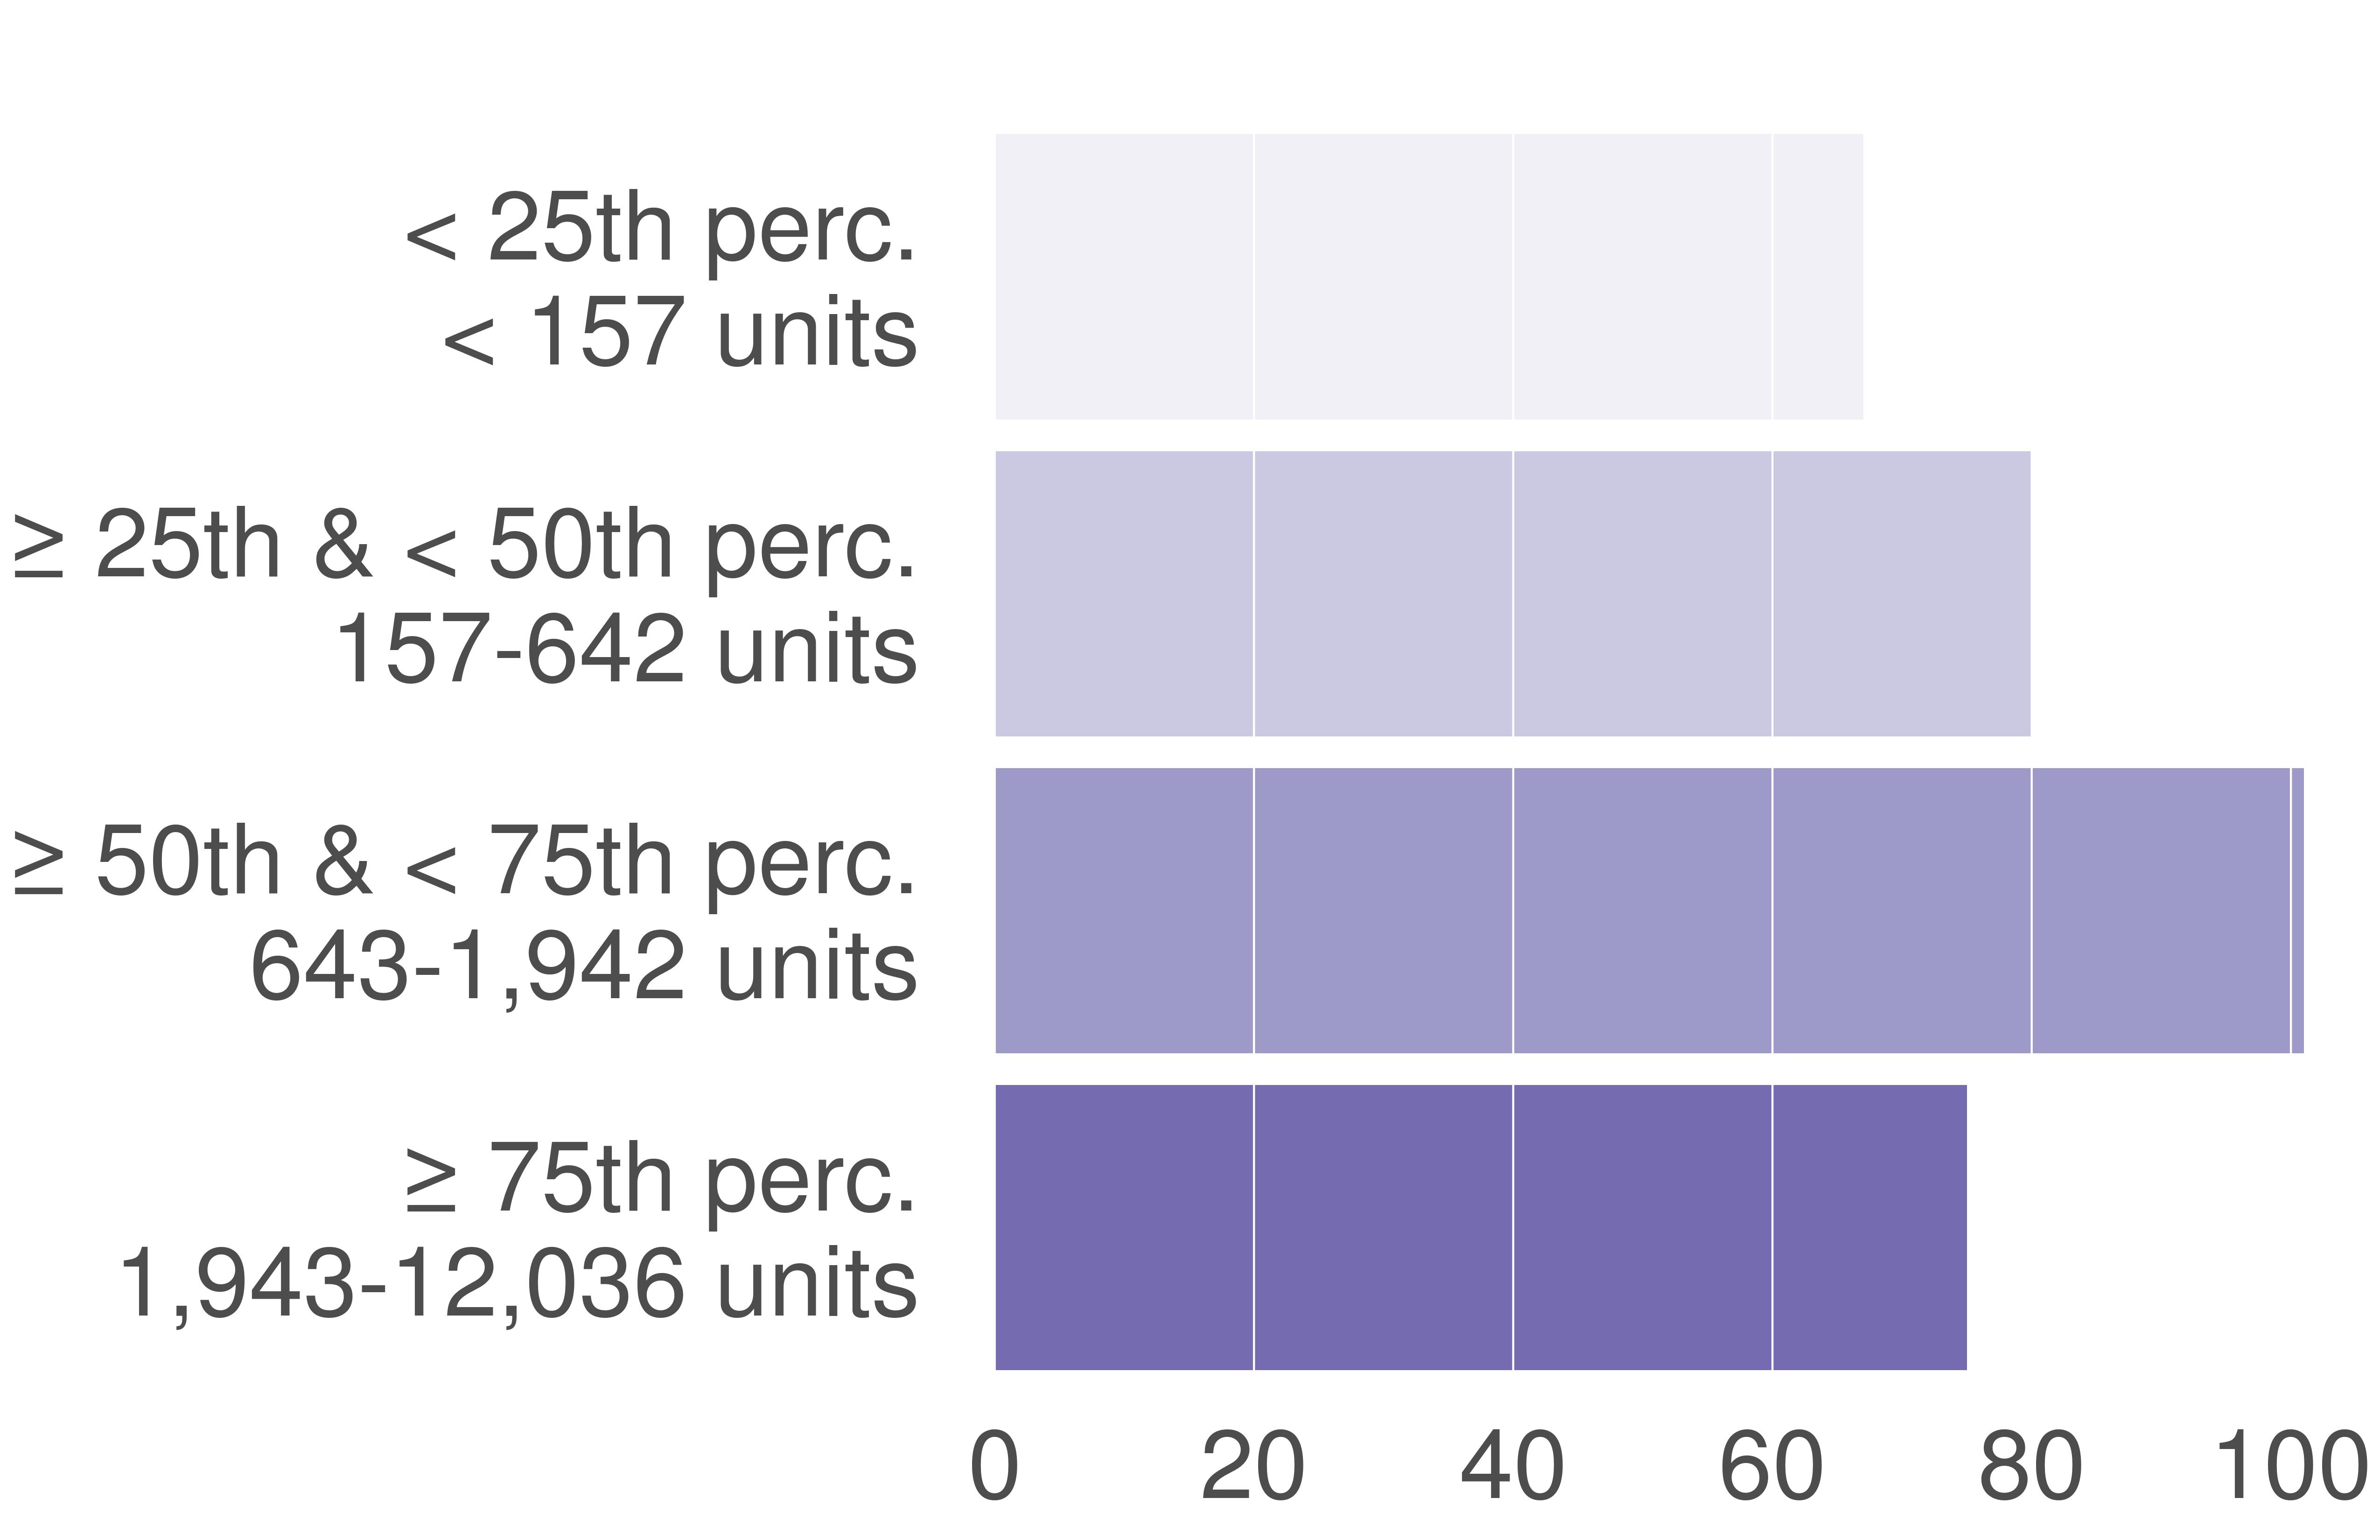 < 25th perc.
< 157 units
≥ 25th & < 50th perc.
157-642 units
≥ 50th & < 75th perc.
643-1,942 units
≥ 75th perc.
1,943-12,036 units
0 20 40 60 80 100